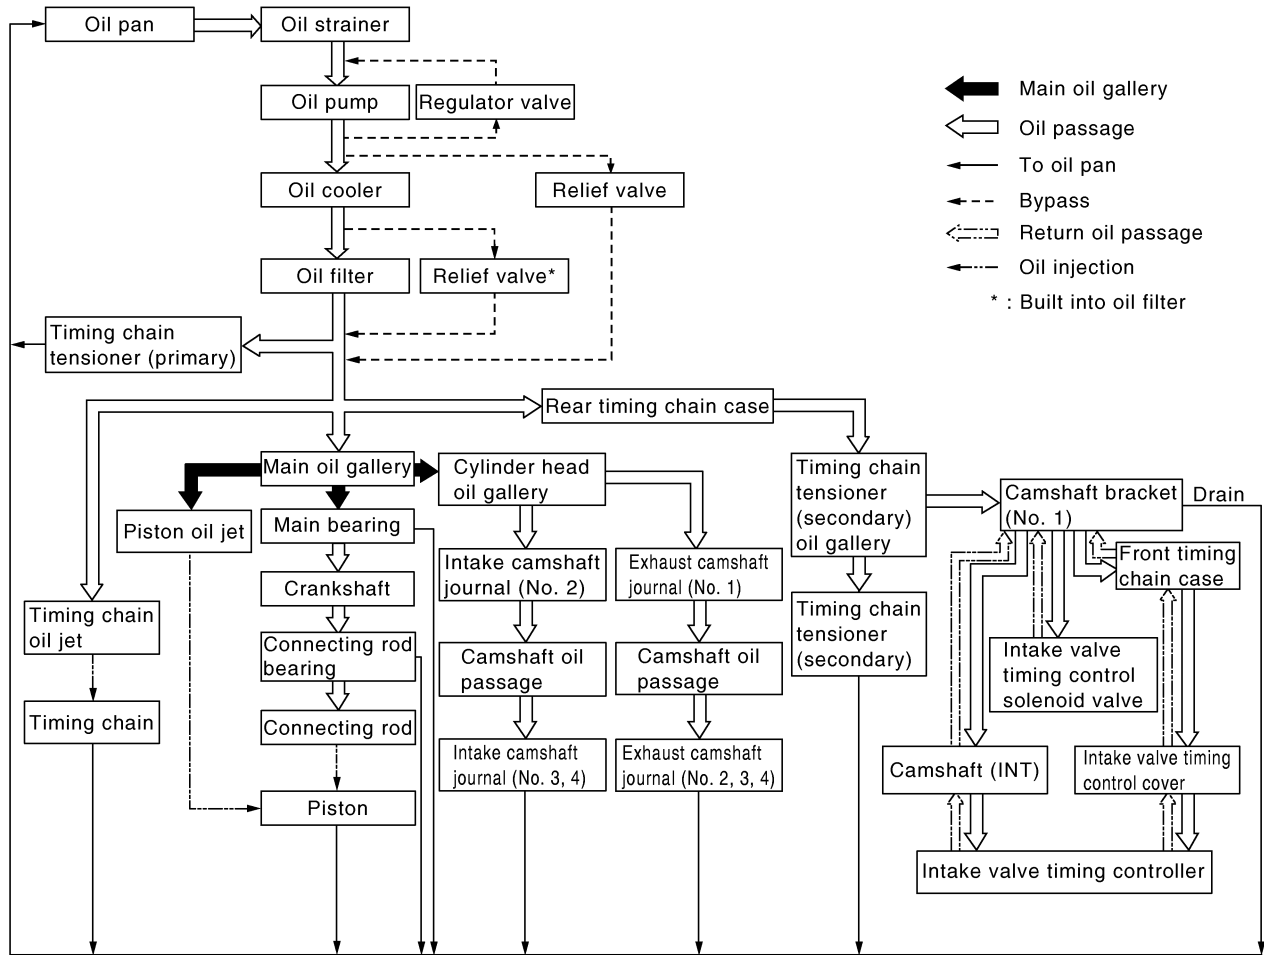 Oil pan
Oil strainer
Oil pump
Regulator valve
Oil cooler
Relief valve
Oil filter
Relief valve*
Main oil gallery
Oil passage
To oil pan
Bypass
Return oil passage
Oil injection
* : Built into oil filter
Timing chain
tensioner (primary)
Rear timing chain case
Main oil gallery
Cylinder head
oil gallery
Timing chain
tensioner
(secondary)
oil gallery
Camshaft bracket
(No. 1)
Drain
Piston oil jet
Main bearing
Intake camshaft
journal (No. 2)
Exhaust camshaft
journal (No. 1)
Front timing
chain case
Crankshaft
Timing chain
oil jet
Timing chain
tensioner
(secondary)
Connecting rod
bearing
Camshaft oil
passage
Camshaft oil
passage
Intake valve
timing control
solenoid valve
Timing chain
Connecting rod
Intake camshaft
journal (No. 3, 4)
Exhaust camshaft
journal (No. 2, 3, 4)
Camshaft (INT)
Intake valve timing
control cover
Piston
Intake valve timing controller